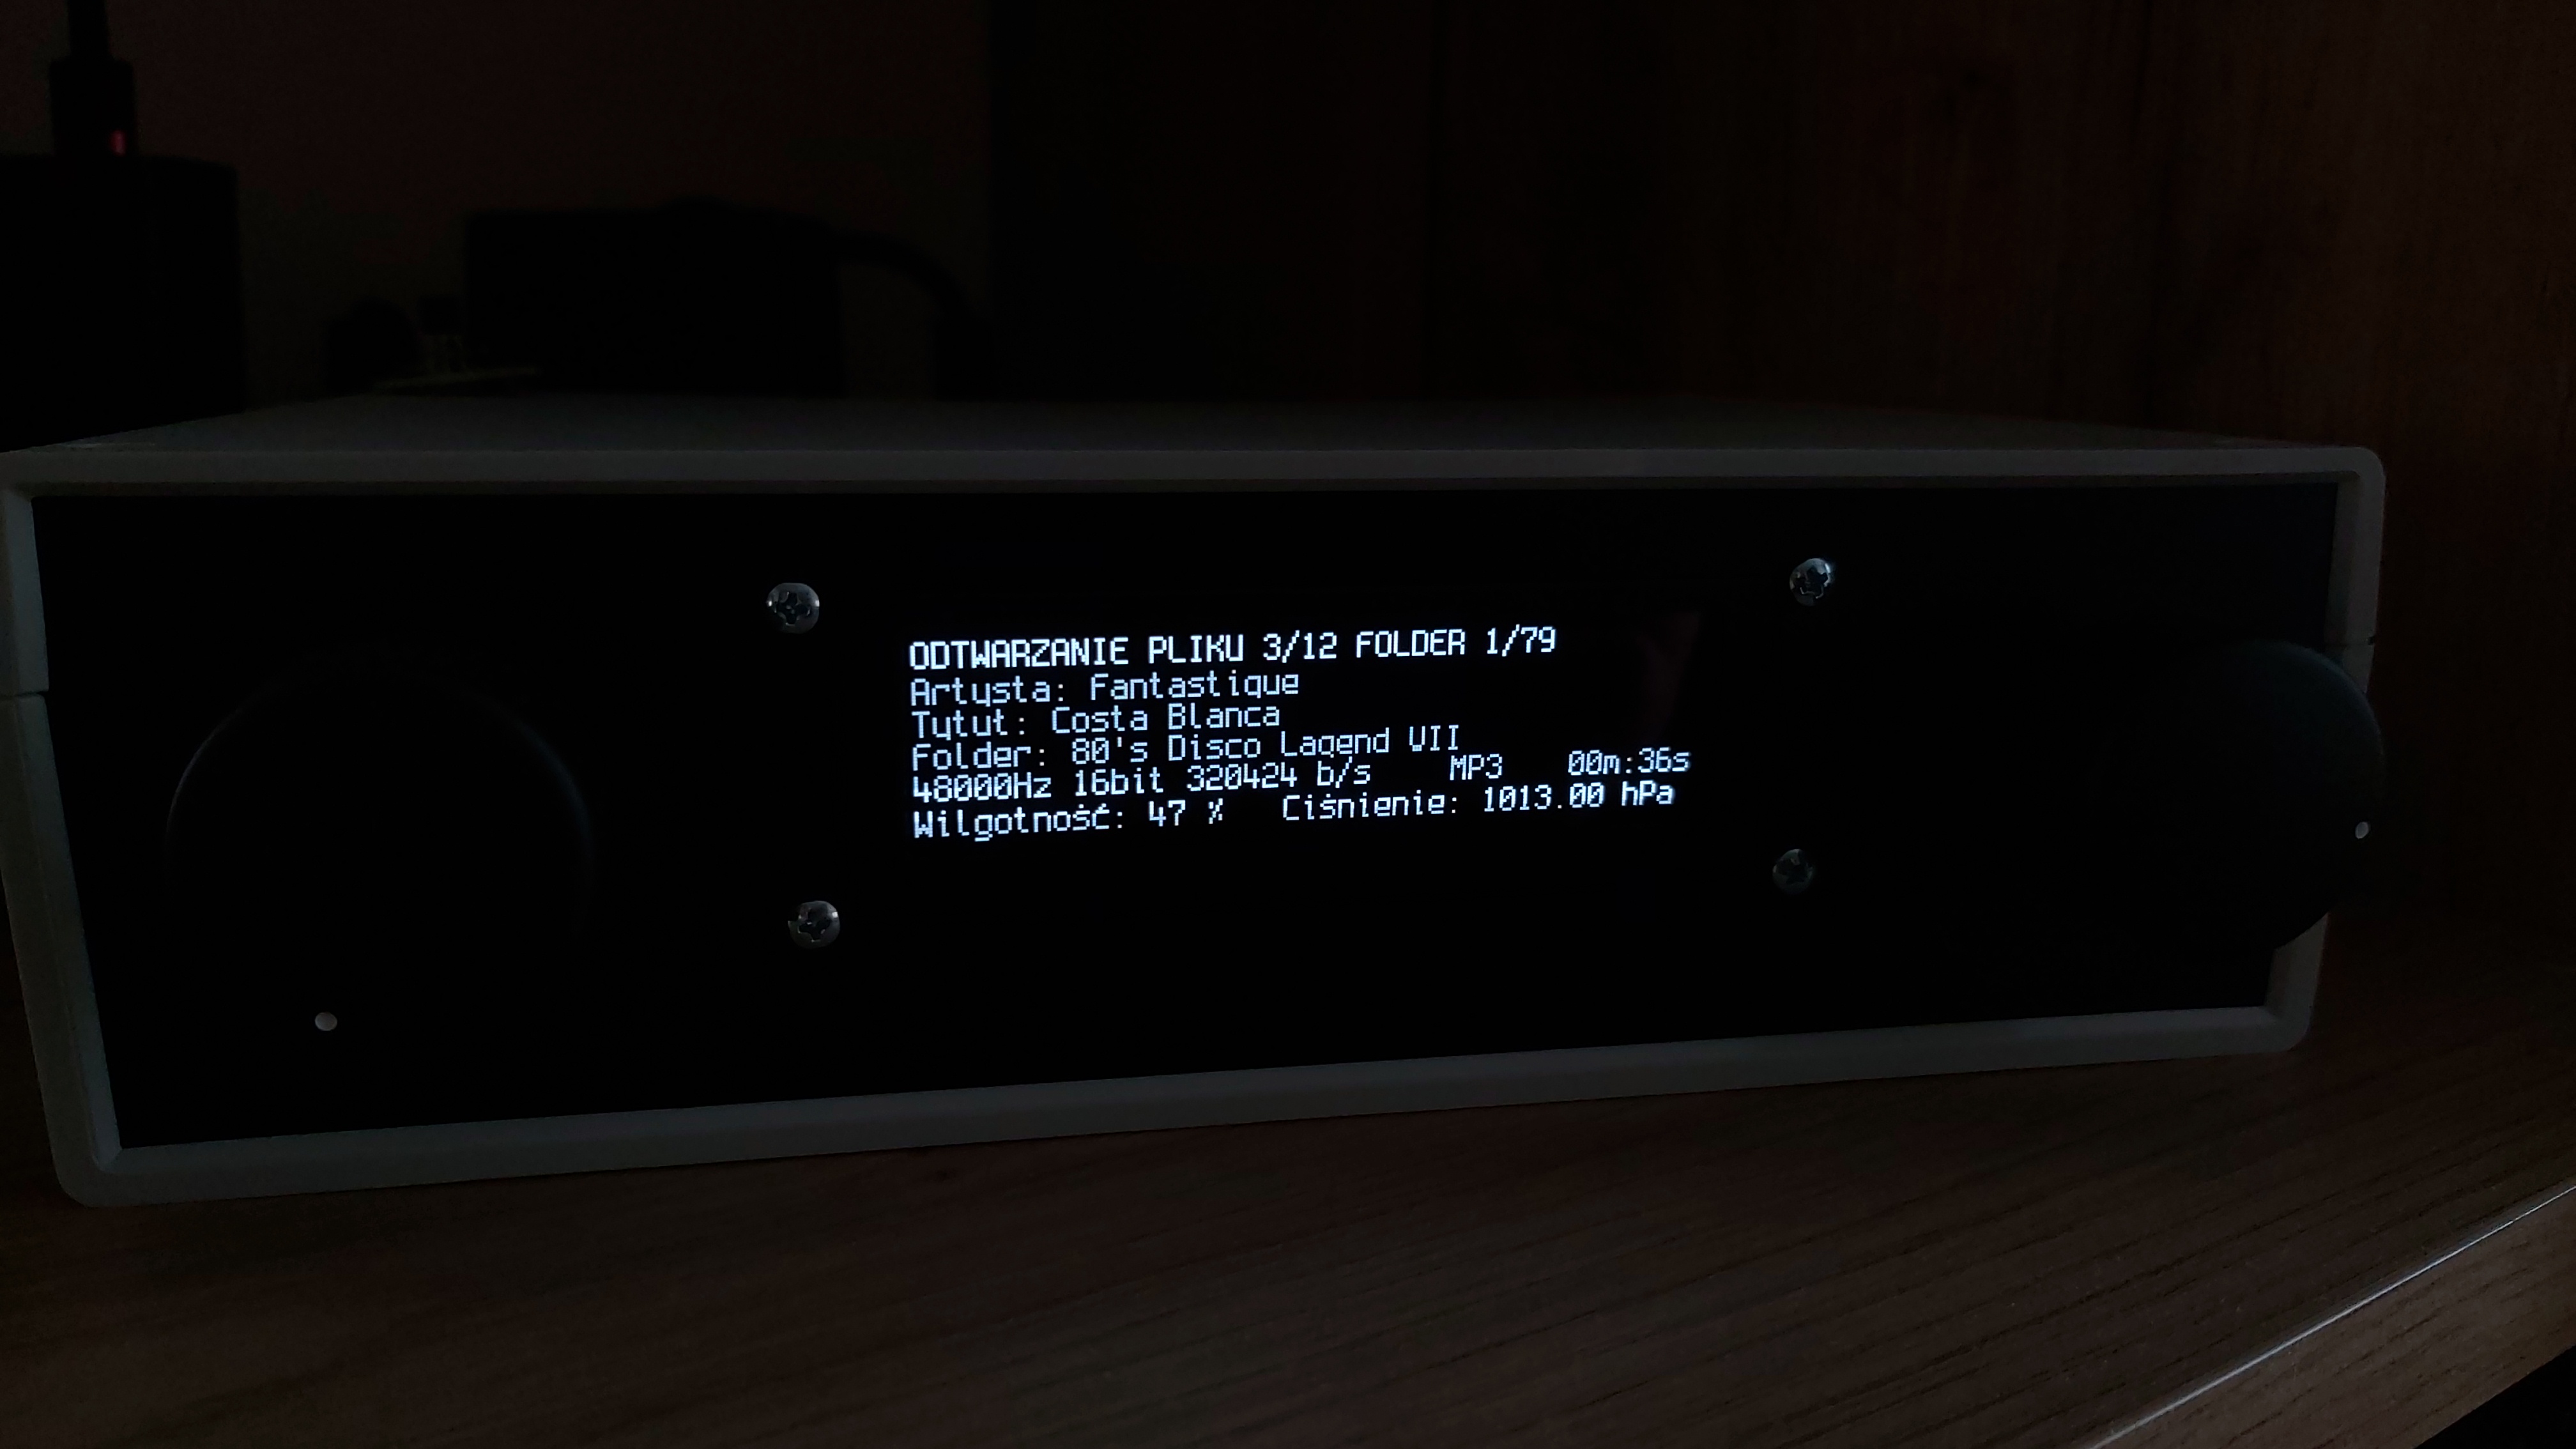 ODTWARZANIE PLIKU 3/12 FOLDER 1/79
Artysta: Fantastique
Tytuł: Costa Blanca
Folder: 80's Disco Lagend VII
48000Hz 16bit 320424 b/s MP3 00m:36s
Wilgotność: 47 % Ciśnienie: 1013.00 hPa